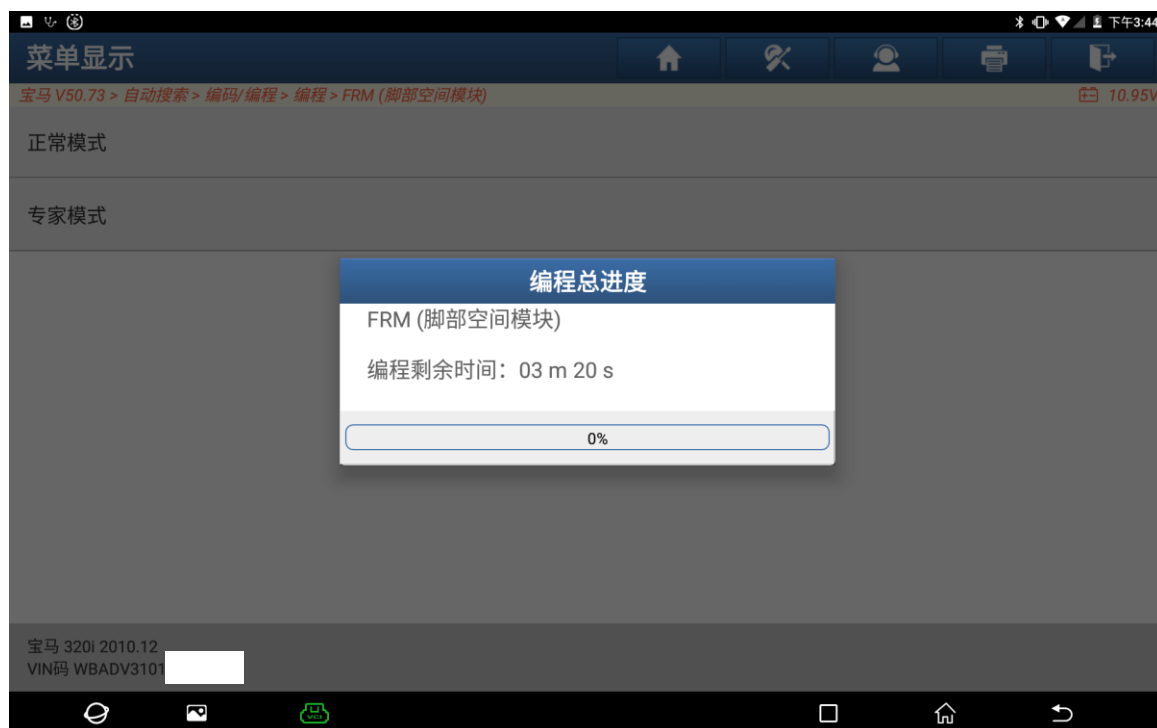 下午3:44
菜单显示
宝马 V50.73 > 自动搜索 > 编码/编程 > 编程 > FRM (脚部空间模块)
10.95V
正常模式
专家模式
编程总进度
FRM (脚部空间模块)
编程剩余时间：03 m 20 s
0%
宝马 320i 2010.12
VIN码 WBADV3101
VCI